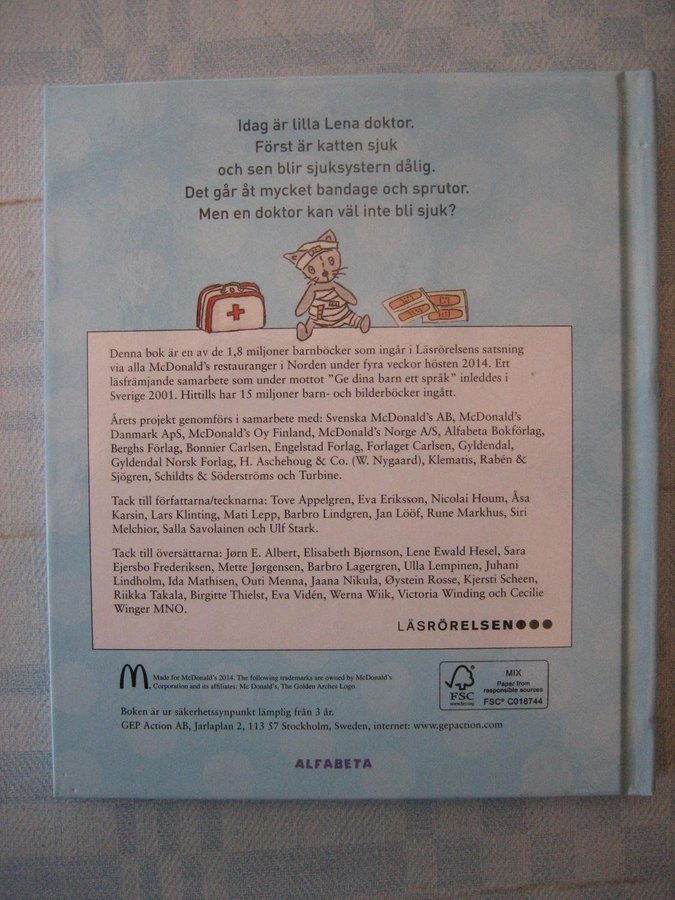 Idag är lilla Lena doktor.
Först är katten sjuk
och sen blir sjuksystern dålig.
Det går åt mycket bandage och sprutor.
Men en doktor kan väl inte bli sjuk?
Denna bok är en av de 1,8 miljoner barnböcker som ingår i Läsrörelsens satsning
via alla McDonald's restauranger i Norden under fyra veckor hösten 2014. Ett
läsfrämjande samarbete som under mottot "Ge dina barn ett språk" inleddes i
Sverige 2001. Hittills har 15 miljoner barn- och bilderböcker ingått.
Årets projekt genomförs i samarbete med: Svenska McDonald's AB, McDonald's
Danmark ApS, McDonald's Oy Finland, McDonald's Norge A/S, Alfabeta Bokförlag,
Berghs Förlag, Bonnier Carlsen, Engelstad Forlag, Forlaget Carlsen, Gyldendal,
Gyldendal Norsk Forlag, H. Aschehoug & Co. (W. Nygaard), Klematis, Rabén &
Sjögren, Schildts & Söderströms och Turbine.
Tack till författarna/tecknarna: Tove Appelgren, Eva Eriksson, Nicolai Houm, Åsa
Karsin, Lars Klinting, Mati Lepp, Barbro Lindgren, Jan Lööf, Rune Markhus, Siri
Melchior, Salla Savolainen och Ulf Stark.
Tack till översättarna: Jørn E. Albert, Elisabeth Bjørnson, Lene Ewald Hesel, Sara
Ejersbo Frederiksen, Mette Jørgensen, Barbro Lagergren, Ulla Lempinen, Juhani
Lindholm, Ida Mathisen, Outi Menna, Jaana Nikula, Øystein Rosse, Kjersti Scheen,
Riikka Takala, Birgitte Thielst, Eva Vidén, Werna Wiik, Victoria Winding och Cecilie
Winger MNO.
LÄSRÖRELSEN
Made for McDonald's 2014. The following trademarks are owned by McDonald's
Corporation and its affiliates: Mc Donald's, The Golden Arches Logo.
FSC
www.fsc.org
MIX
Paper from
responsible sources
FSC® C018744
Boken är ur säkerhetssynpunkt lämplig från 3 år.
GEP Action AB, Jarlaplan 2, 113 57 Stockholm, Sweden, internet: www.gepaction.com
ALFABETA